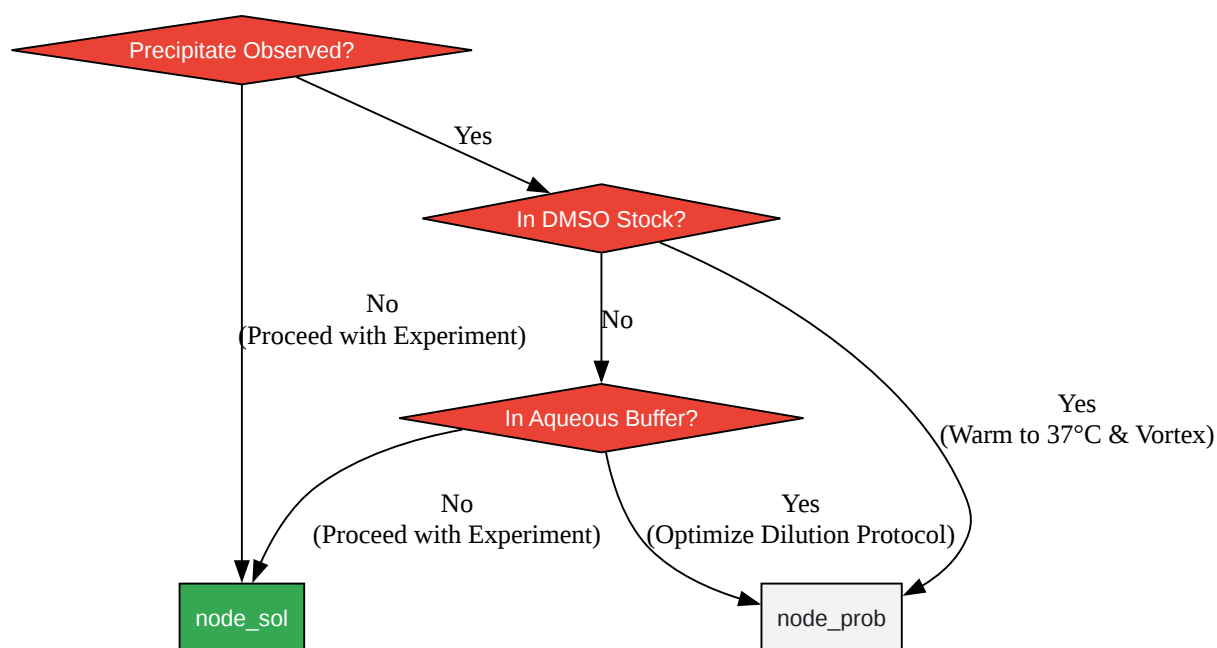 Precipitate Observed?
Yes
In DMSO Stock?
No
(Proceed with Experiment)
No
In Aqueous Buffer?
Yes
(Warm to 37°C & Vortex)
No
(Proceed with Experiment)
Yes
(Optimize Dilution Protocol)
node_sol
node_prob